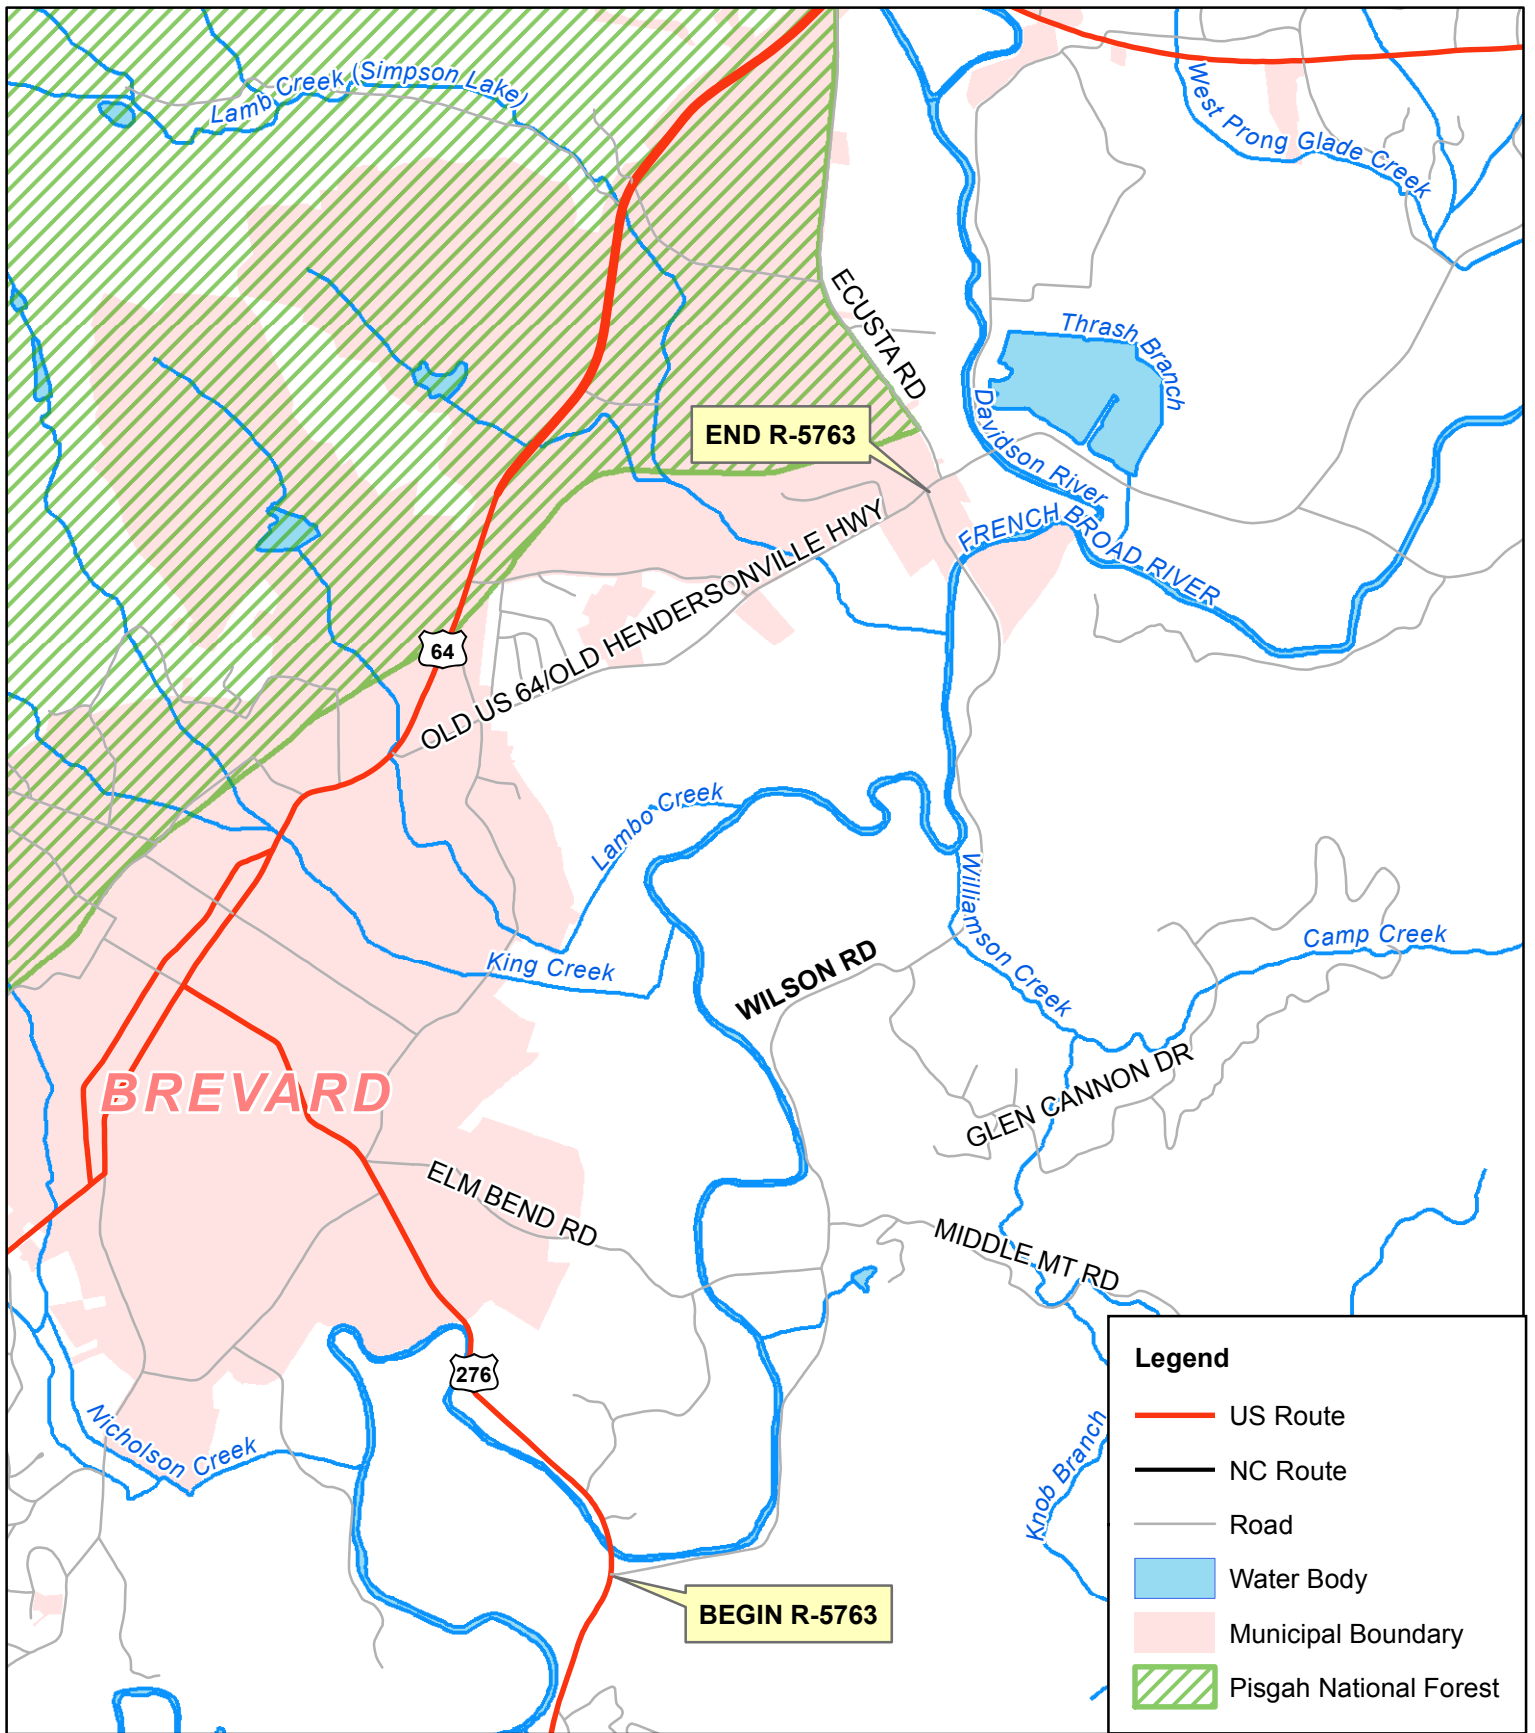 Lamb Creek (Simpson Lake)
West Prong Glade Creek
ECUSTA RD
Thrash Branch
Davidson River
END R-5763
FRENCH BROAD RIVER
OLD US 64/OLD HENDERSONVILLE HWY
64
Lambo Creek
Williamson Creek
Camp Creek
King Creek
WILSON RD
GLEN CANNON DR
BREVARD
ELM BEND RD
MIDDLE MT RD
276
Nicholson Creek
Knob Branch
BEGIN R-5763
Legend
US Route
NC Route
Road
Water Body
Municipal Boundary
Pisgah National Forest